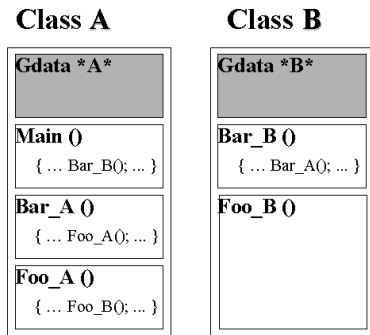 Class A
Gdata *A*
Main ()
{ ... Bar_B(); ... }
Bar_A ()
{ ... Foo_A(); ... }
Foo_A ()
{ ... Foo_B(); ... }
Class B
Gdata *B*
Bar_B ()
{ ... Bar_A(); ... }
Foo_B ()